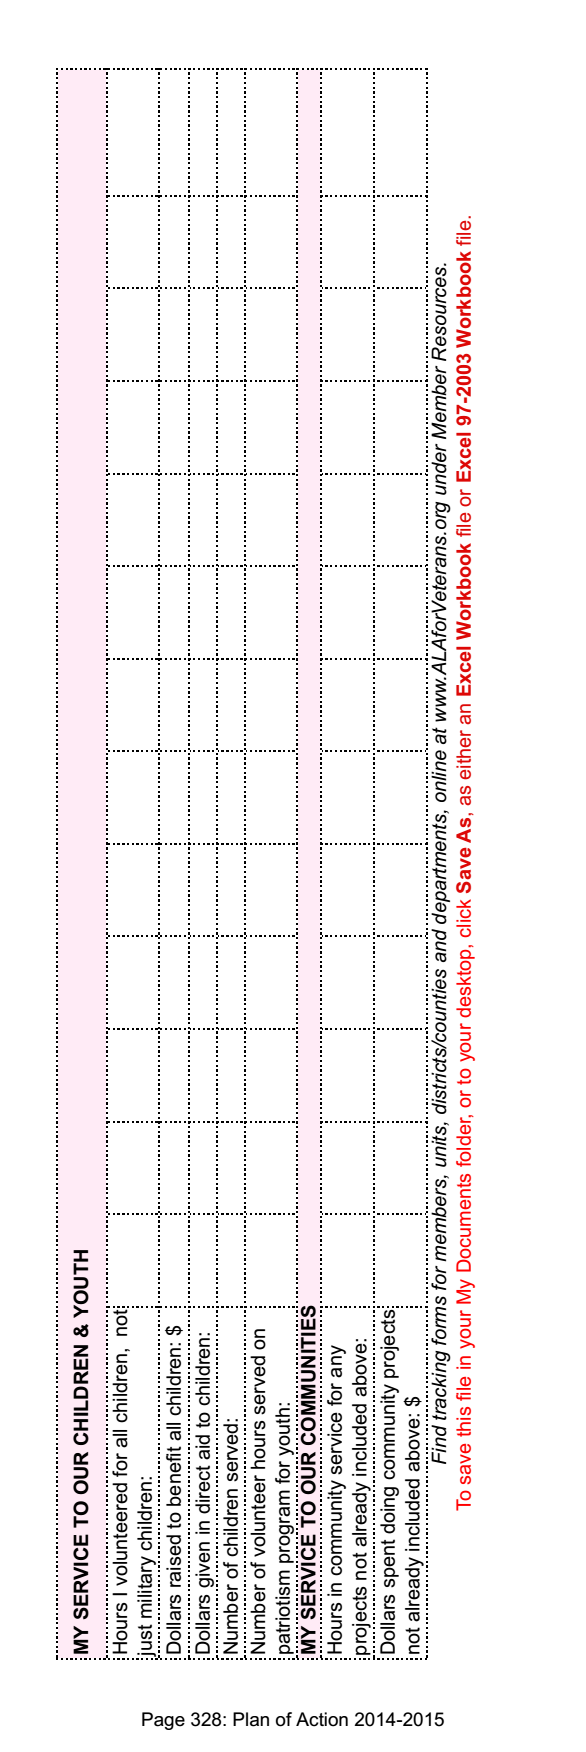 MY SERVICE TO OUR CHILDREN & YOUTH
Hours I volunteered for all children, not
just military children:
Dollars raised to benefit all children: $
Dollars given in direct aid to children:
Number of children served:
Number of volunteer hours served on
patriotism program for youth:
MY SERVICE TO OUR COMMUNITIES
Hours in community service for any
projects not already included above:
Dollars spent doing community projects
not already included above: $
Find tracking forms for members, units, districts/counties and departments, online at www.ALAforVeterans.org under Member Resources.
To save this file in your My Documents folder, or to your desktop, click Save As, as either an Excel Workbook file or Excel 97-2003 Workbook file.
Page 328: Plan of Action 2014-2015